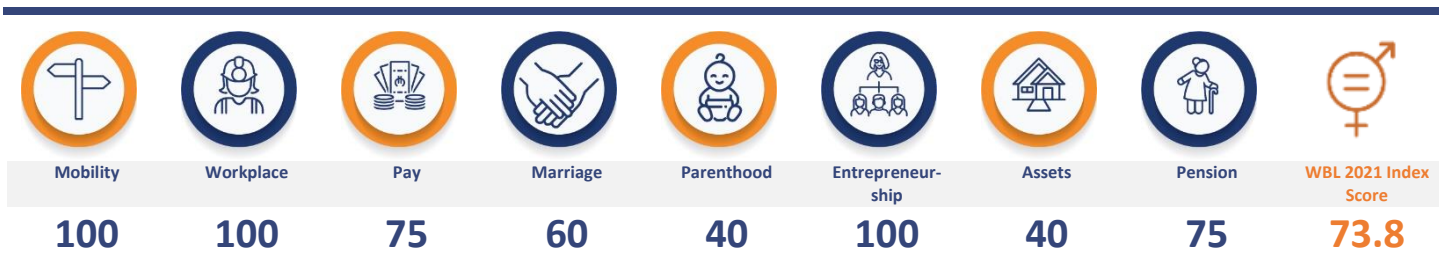 Mobility Workplace Pay Marriage Parenthood Entrepreneur- Assets Pension WBL 2021 Index
ship Score
100 100 75 60 40 100 40 75 73.8